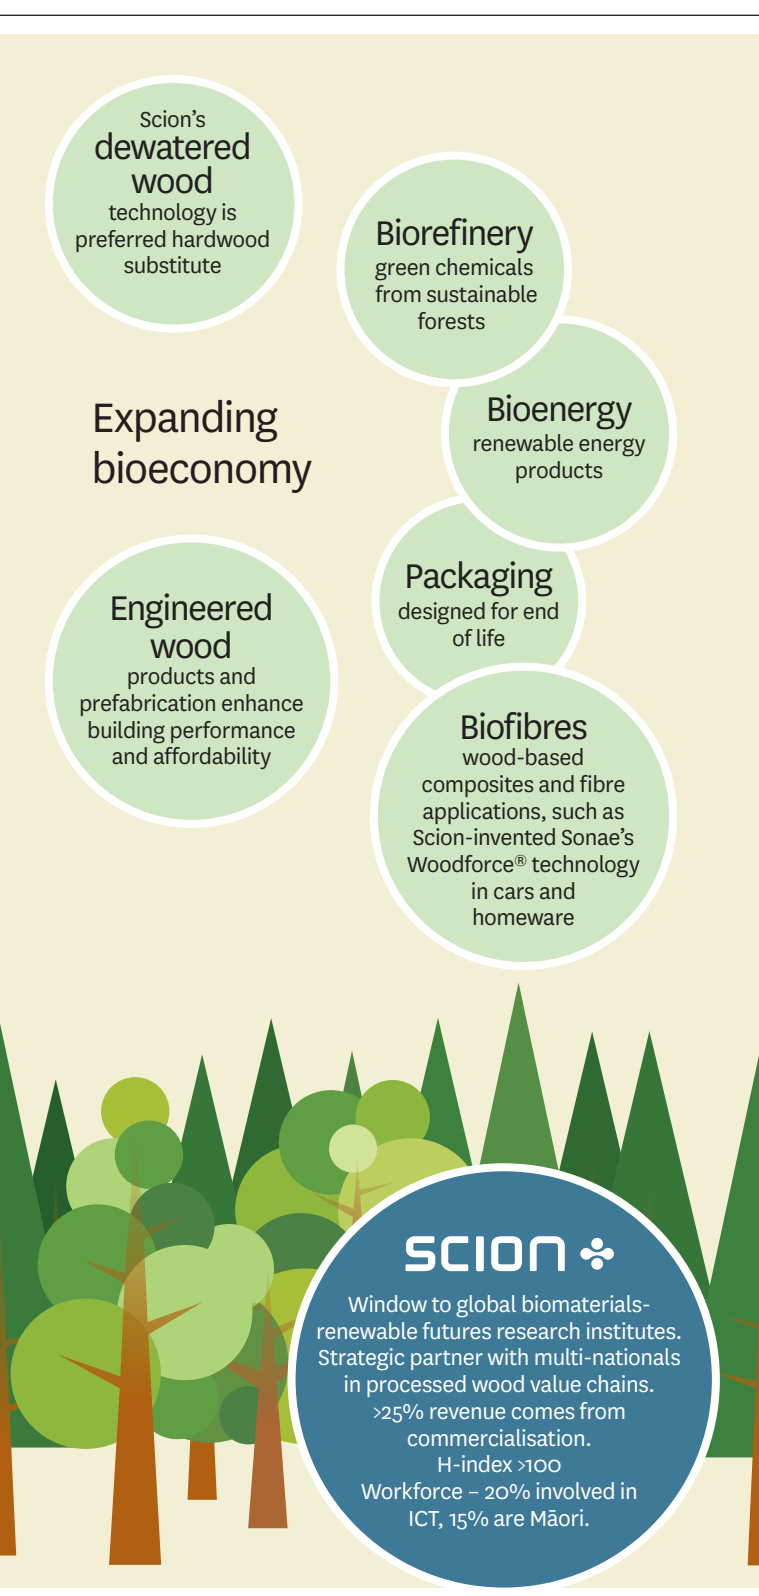 Scion's
dewatered
wood
technology is
preferred hardwood
substitute
Biorefinery
green chemicals
from sustainable
forests
Bioenergy
renewable energy
products
Expanding
bioeconomy
Packaging
designed for end
of life
Engineered
wood
products and
prefabrication enhance
building performance
and affordability
Biofibres
wood-based
composites and fibre
applications, such as
Scion-invented Sonae's
Woodforce® technology
in cars and
homeware
SCION
Window to global biomaterials-
renewable futures research institutes.
Strategic partner with multi-nationals
in processed wood value chains.
>25% revenue comes from
commercialisation.
H-index >100
Workforce – 20% involved in
ICT, 15% are Māori.